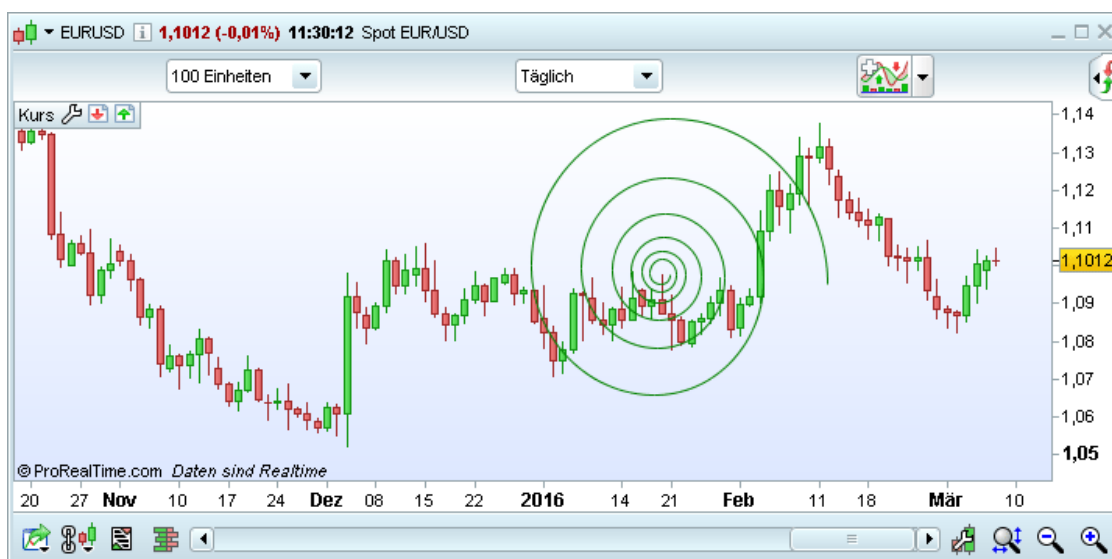 EURUSD 1,1012 (-0,01%) 11:30:12 Spot EUR/USD
100 Einheiten Täglich
Kurs
1,14
1,13
1,12
1,11
1,1012
1,09
1,08
1,07
1,06
1,05
© ProRealTime.com Daten sind Realtime
20 27 Nov 10 17 24 Dez 08 15 22 2016 14 21 Feb 11 18 Mär 10